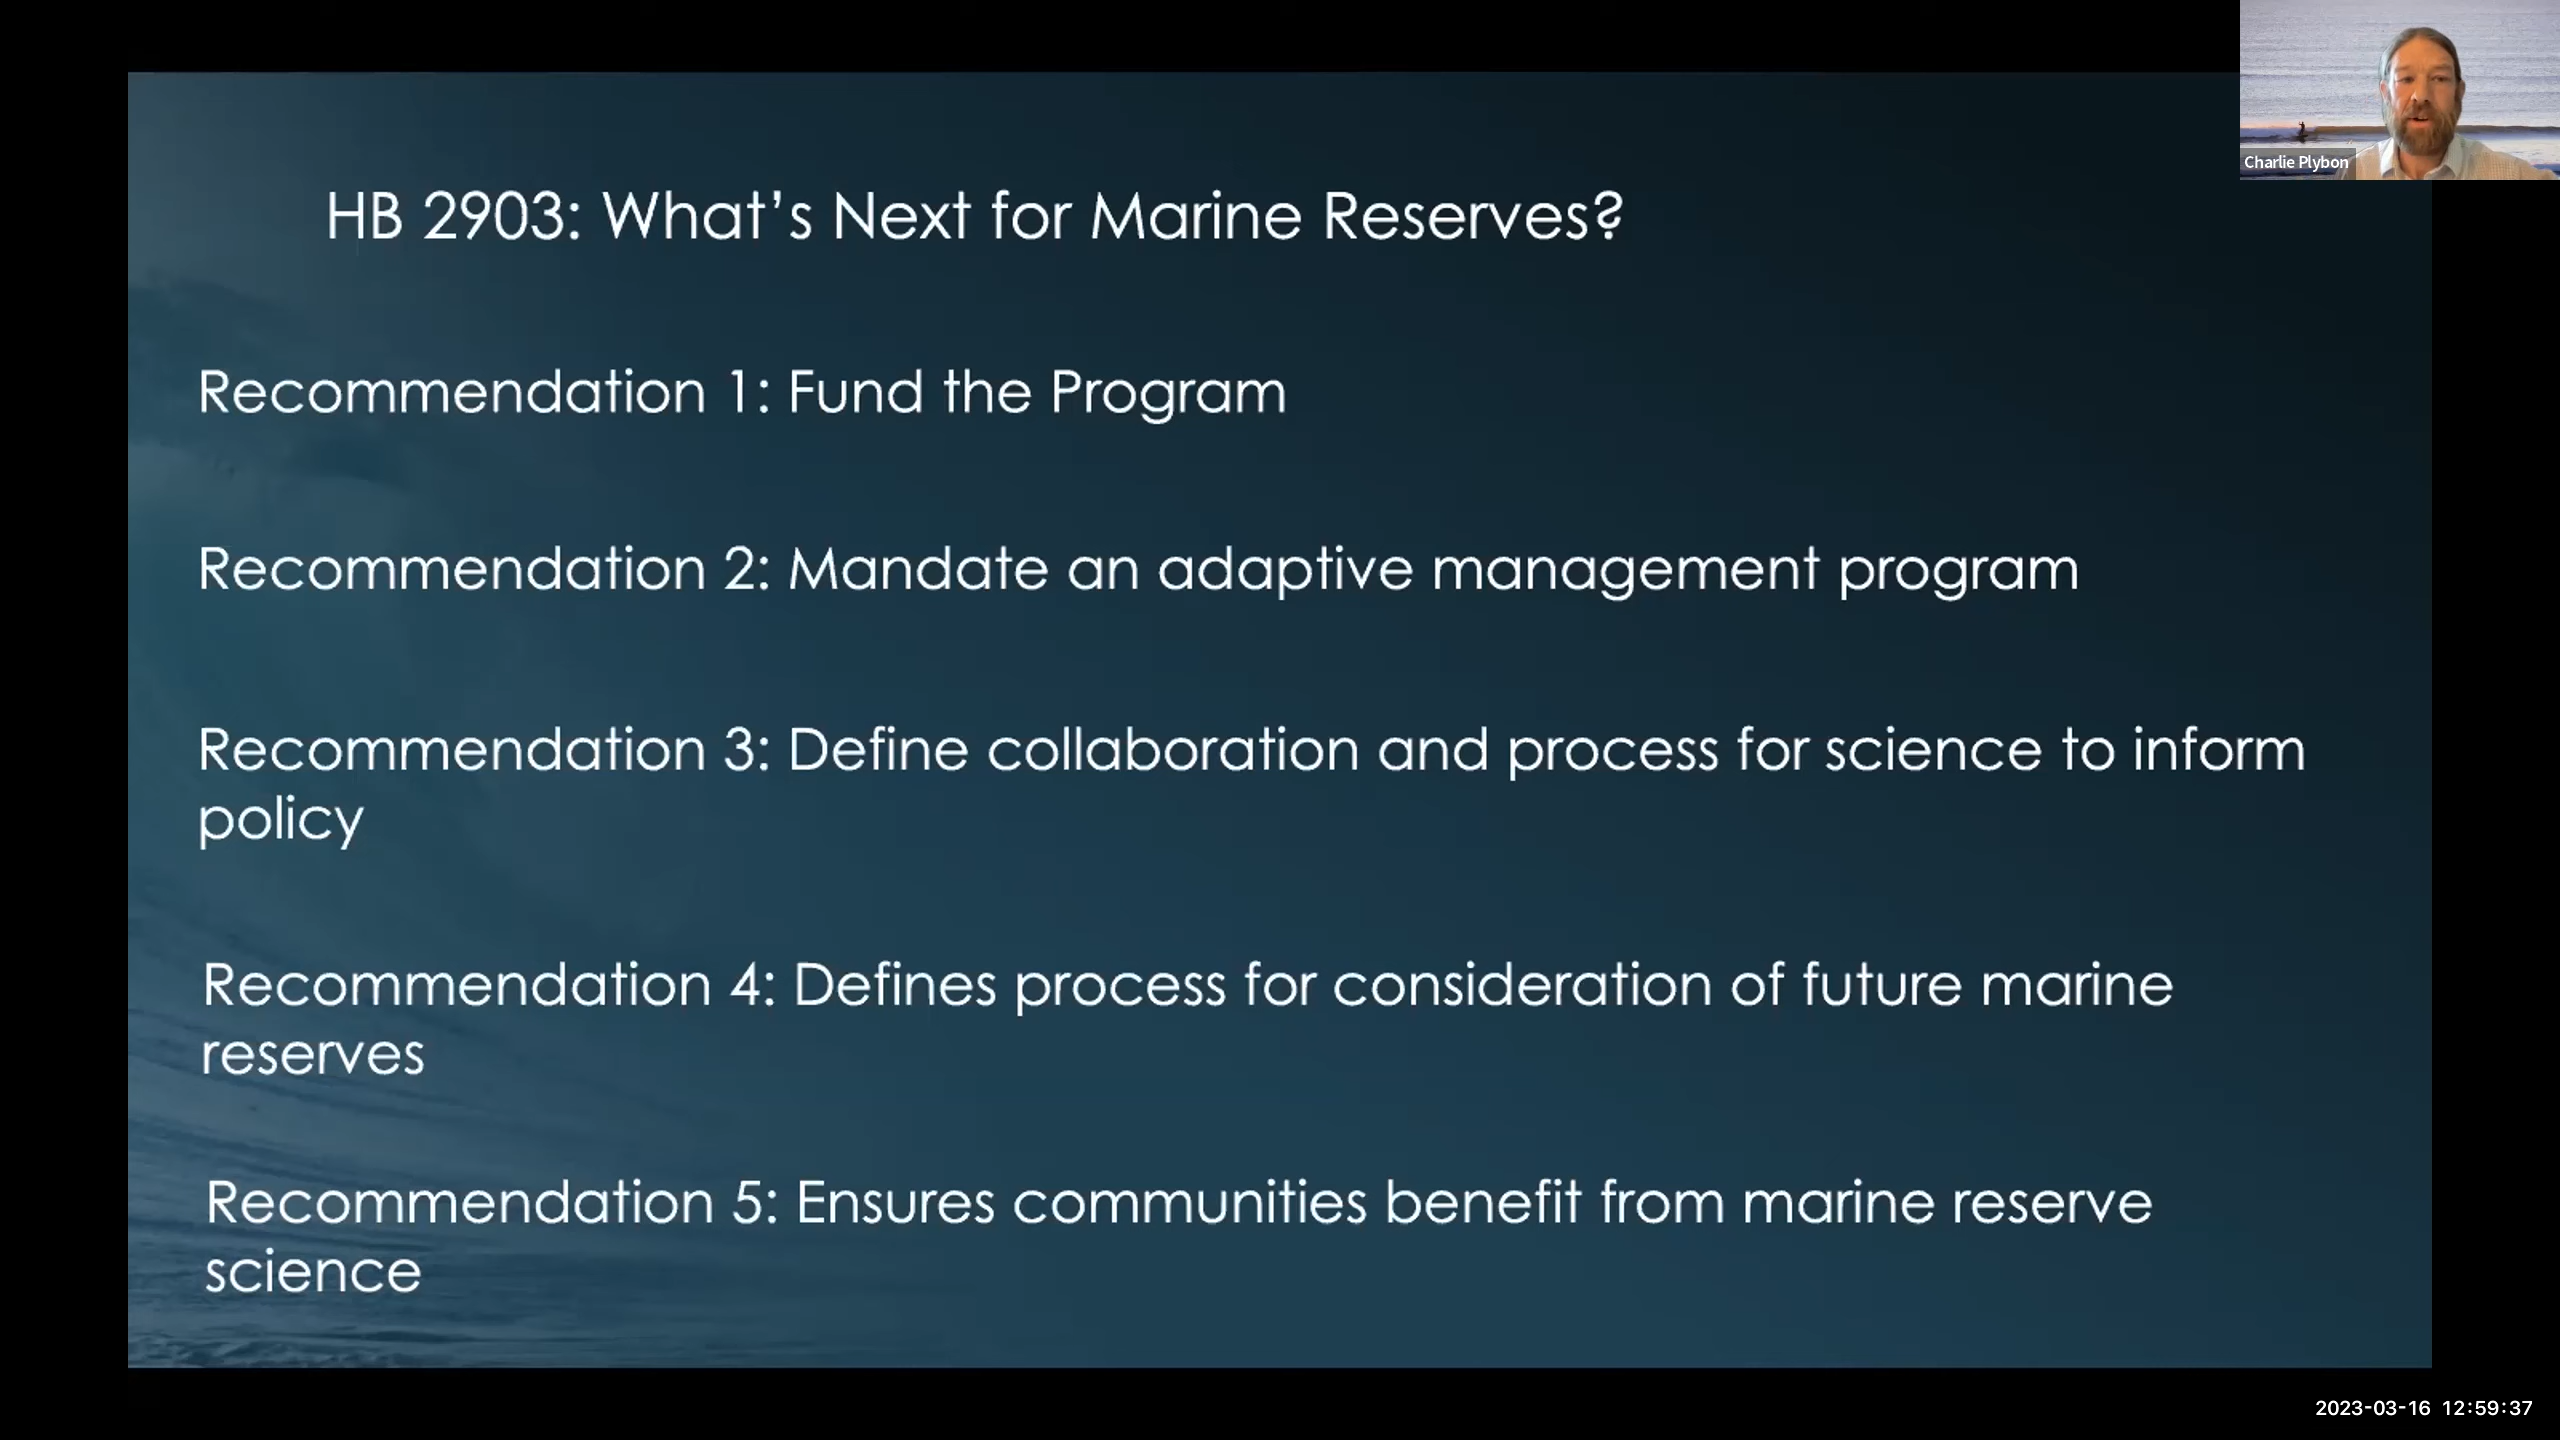 Charlie Plybon
HB 2903: What's Next for Marine Reserves?
Recommendation 1: Fund the Program
Recommendation 2: Mandate an adaptive management program
Recommendation 3: Define collaboration and process for science to inform
policy
Recommendation 4: Defines process for consideration of future marine
reserves
Recommendation 5: Ensures communities benefit from marine reserve
science
2023-03-16 12:59:37